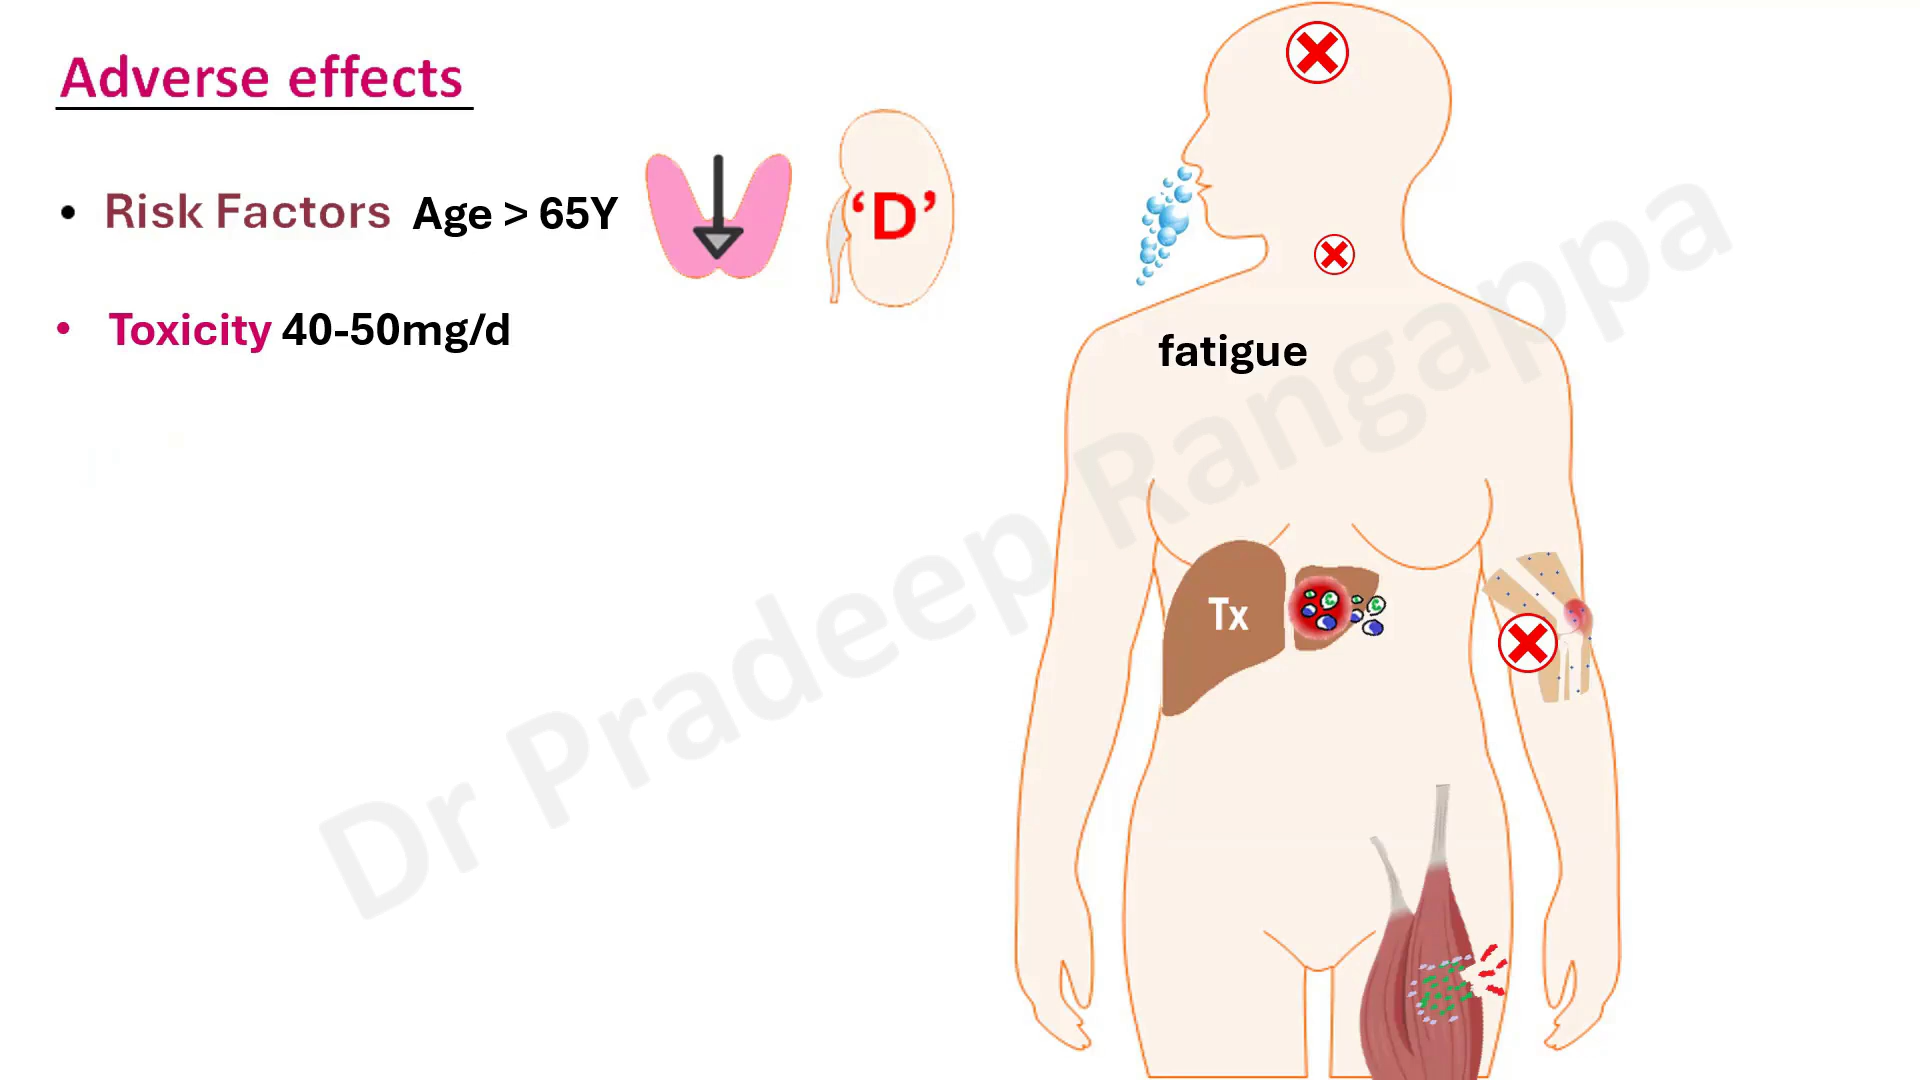 Adverse effects
• Risk Factors Age > 65Y
‘D’
• Toxicity 40-50mg/d
fatigue
Tx
Dr Pradeep Rangappa